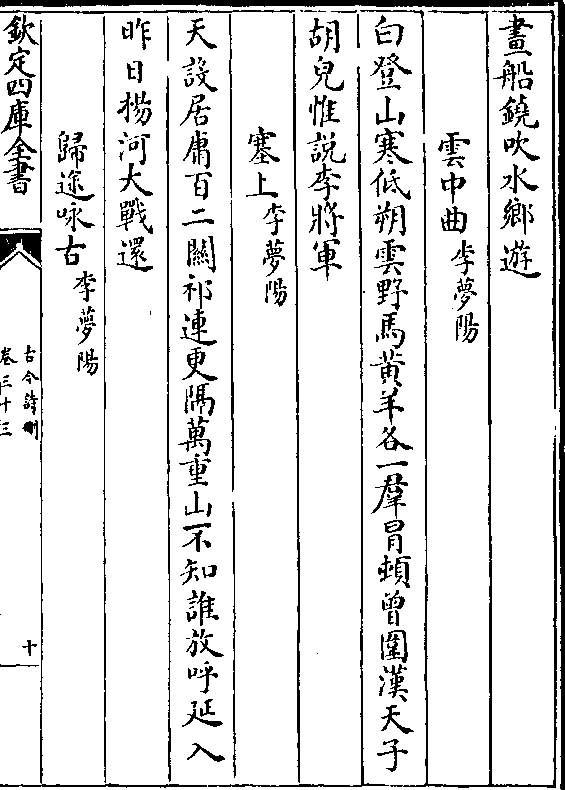 畫船鐃吹水鄉遊
雲中曲 李夢陽
白登山寒低朔雲野馬黃羊各一羣冒頓曾圍漢天子
胡兒惟説李將軍
塞上 李夢陽
天設居庸百二關祁連更隔萬重山不知誰放呼延入
昨日楊河大戰還
歸途咏古 李夢陽
欽定四庫全書
古今詩刪
卷三十三
十